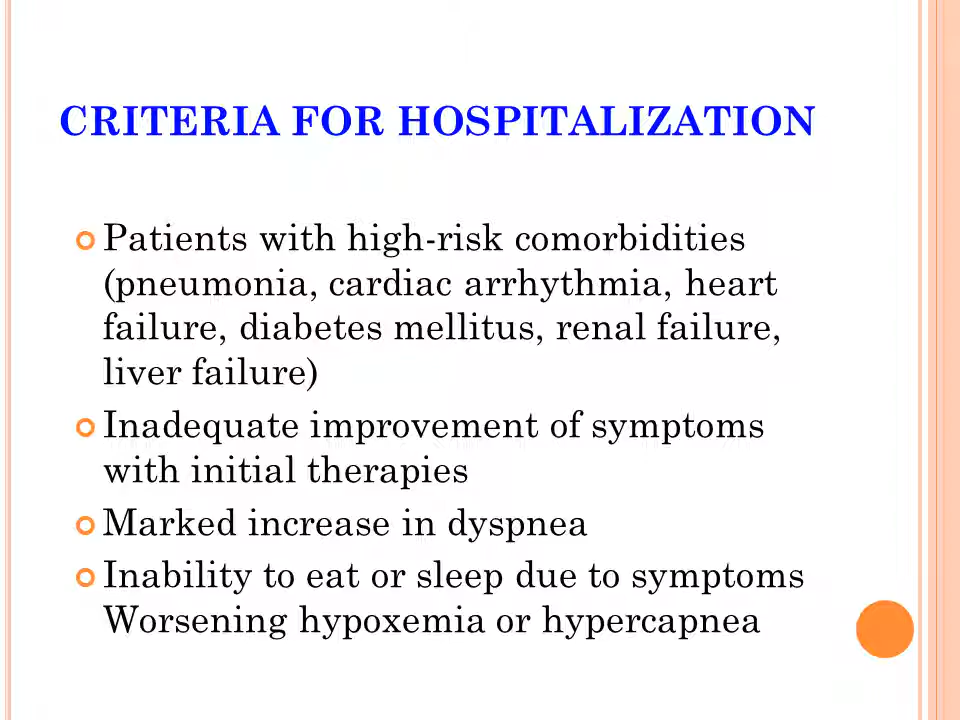 CRITERIA FOR HOSPITALIZATION
Patients with high-risk comorbidities
(pneumonia, cardiac arrhythmia, heart
failure, diabetes mellitus, renal failure,
liver failure)
Inadequate improvement of symptoms
with initial therapies
Marked increase in dyspnea
Inability to eat or sleep due to symptoms
Worsening hypoxemia or hypercapnea